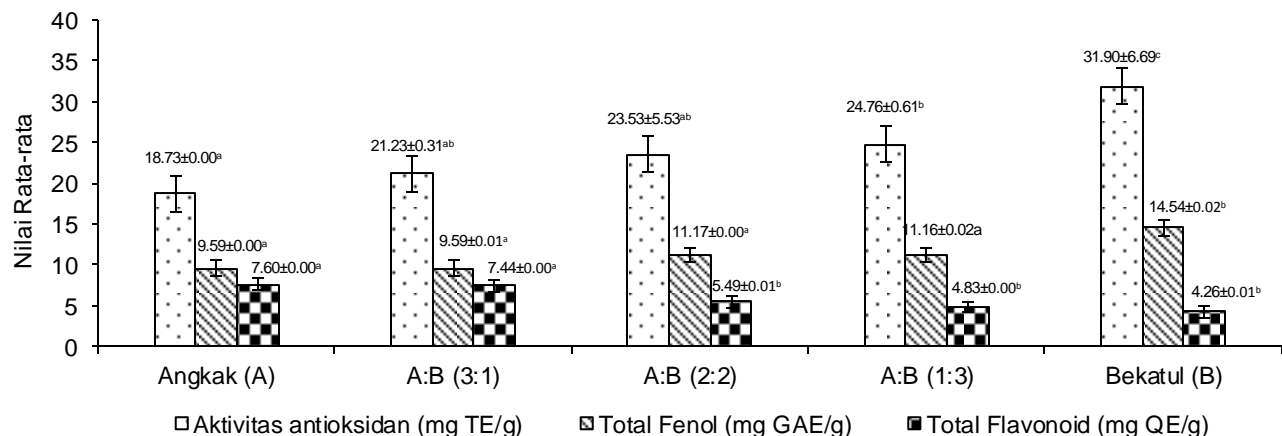 40
35
30
25
20
15
10
5
0
Nilai Rata-rata
18.73±0.00ᵃ
9.59±0.00ᵃ
7.60±0.00ᵃ
21.23±0.31ᵃᵇ
9.59±0.01ᵃ
7.44±0.00ᵃ
23.53±5.53ᵃᵇ
11.17±0.00ᵃ
5.49±0.01ᵇ
24.76±0.61ᵇ
11.16±0.02a
4.83±0.00ᵇ
31.90±6.69ᶜ
14.54±0.02ᵇ
4.26±0.01ᵇ
Angkak (A)
A:B (3:1)
A:B (2:2)
A:B (1:3)
Bekatul (B)
Aktivitas antioksidan (mg TE/g)
Total Fenol (mg GAE/g)
Total Flavonoid (mg QE/g)